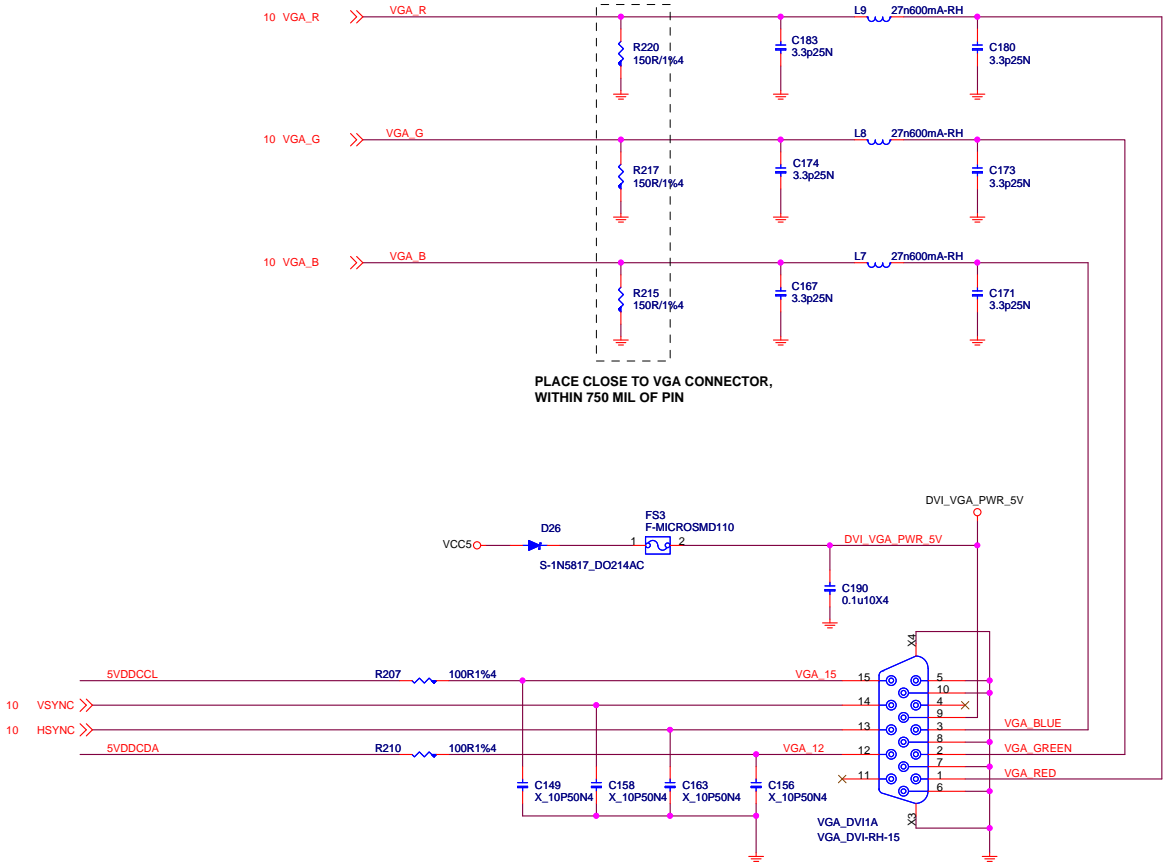 10 VGA_R
VGA_R
L9 27n600mA-RH
R220
150R/1%4
C183
3.3p25N
C180
3.3p25N
10 VGA_G
VGA_G
L8 27n600mA-RH
R217
150R/1%4
C174
3.3p25N
C173
3.3p25N
10 VGA_B
VGA_B
L7 27n600mA-RH
R215
150R/1%4
C167
3.3p25N
C171
3.3p25N
PLACE CLOSE TO VGA CONNECTOR,
WITHIN 750 MIL OF PIN
DVI_VGA_PWR_5V
VCC5
D26
S-1N5817_DO214AC
FS3
F-MICROSMD110
1 2
DVI_VGA_PWR_5V
C190
0.1u10X4
X4
5VDDCCL
R207 100R1%4
VGA_15
15
5
10
10 VSYNC
14
4
9
10 HSYNC
13
3
VGA_BLUE
8
5VDDCDA
R210 100R1%4
VGA_12
12
2
VGA_GREEN
7
11
1
VGA_RED
6
C149
X_10P50N4
C158
X_10P50N4
C163
X_10P50N4
C156
X_10P50N4
X3
VGA_DVI1A
VGA_DVI-RH-15